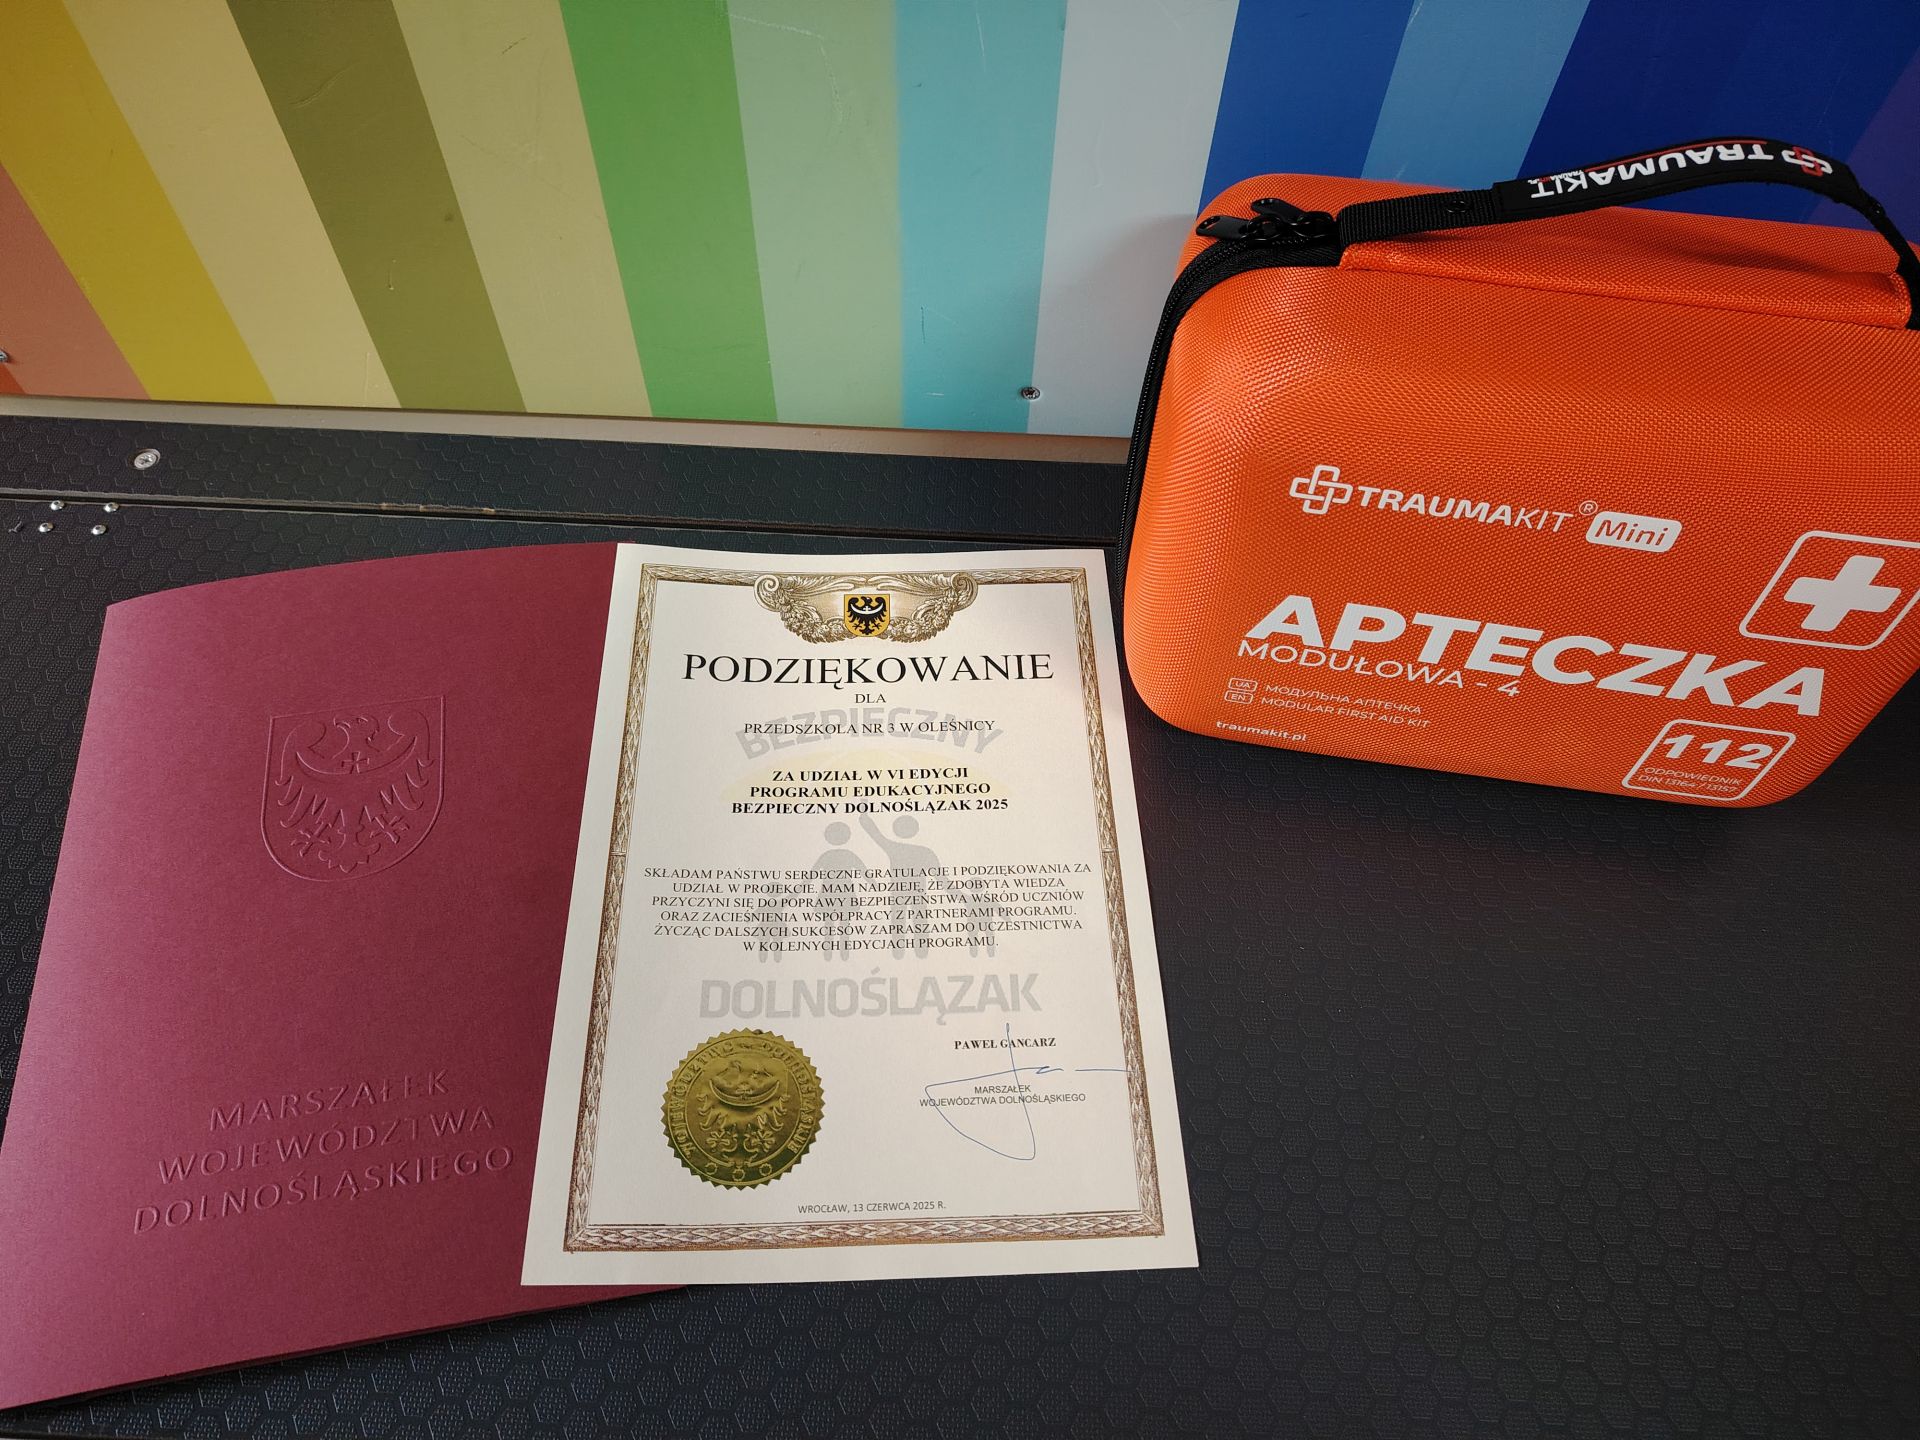 TRAUMAKIT
TRAUMAKIT® Mini
APTECZKA
MODUŁOWA - 4
UA МОДУЛЬНА АПТЕЧКА
EN MODULAR FIRST AID KIT
traumakit.pl
112
ODPOWIEDNIK
DIN 13164 / 13157
MARSZAŁEK
WOJEWÓDZTWA
DOLNOŚLĄSKIEGO
PODZIĘKOWANIE
DLA
PRZEDSZKOLA NR 3 W OLEŚNICY
BEZPIECZNY
ZA UDZIAŁ W VI EDYCJI
PROGRAMU EDUKACYJNEGO
BEZPIECZNY DOLNOŚLĄZAK 2025
SKŁADAM PAŃSTWU SERDECZNE GRATULACJE I PODZIĘKOWANIA ZA
UDZIAŁ W PROJEKCIE. MAM NADZIEJĘ, ŻE ZDOBYTA WIEDZA
PRZYCZYNI SIĘ DO POPRAWY BEZPIECZEŃSTWA WŚRÓD UCZNIÓW
ORAZ ZACIEŚNIENIA WSPÓŁPRACY Z PARTNERAMI PROGRAMU.
ŻYCZĄC DALSZYCH SUKCESÓW ZAPRASZAM DO UCZESTNICTWA
W KOLEJNYCH EDYCJACH PROGRAMU.
DOLNOŚLĄZAK
PAWEŁ GANCARZ
MARSZAŁEK
WOJEWÓDZTWA DOLNOŚLĄSKIEGO
WOJEWÓDZTWO DOLNOŚLĄSKIE
WROCŁAW, 13 CZERWCA 2025 R.